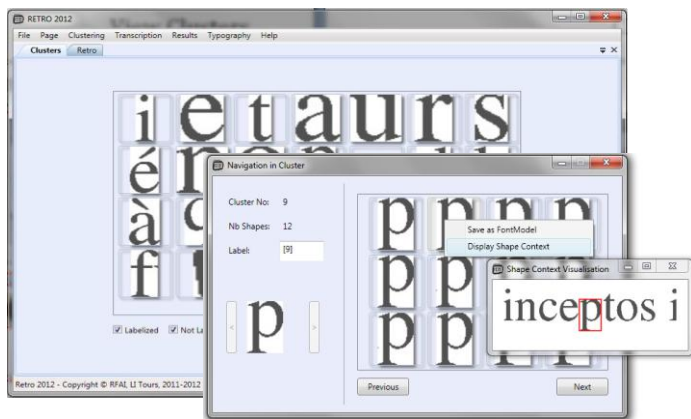 RETRO 2012
File Page Clustering Transcription Results Typography Help
Clusters Retro
i e t a u r s
é
à
f
Labelized Not La
Retro 2012 - Copyright © RFAI, LI Tours, 2011-2012
Navigation in Cluster
Cluster No: 9
Nb Shapes: 12
Label: [9]
< p >
p p p p
p p
p p p
Save as FontModel
Display Shape Context
Previous Next
Shape Context Visualisation
inceptos i